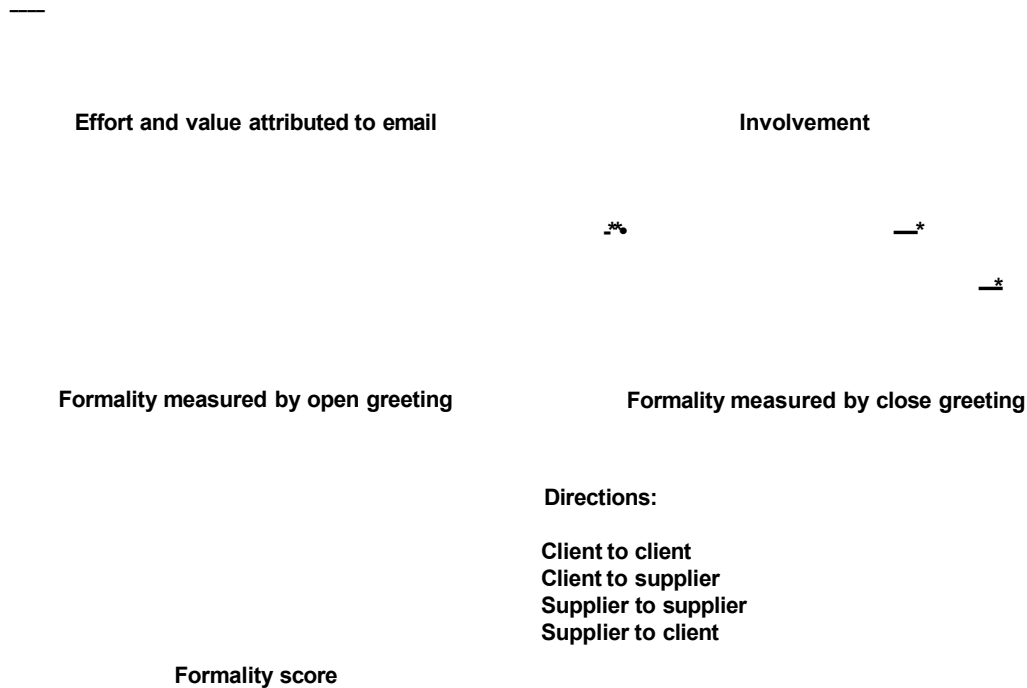 Effort and value attributed to email
Involvement
Formality measured by open greeting
Formality measured by close greeting
Directions:
Client to client
Client to supplier
Supplier to supplier
Supplier to client
Formality score